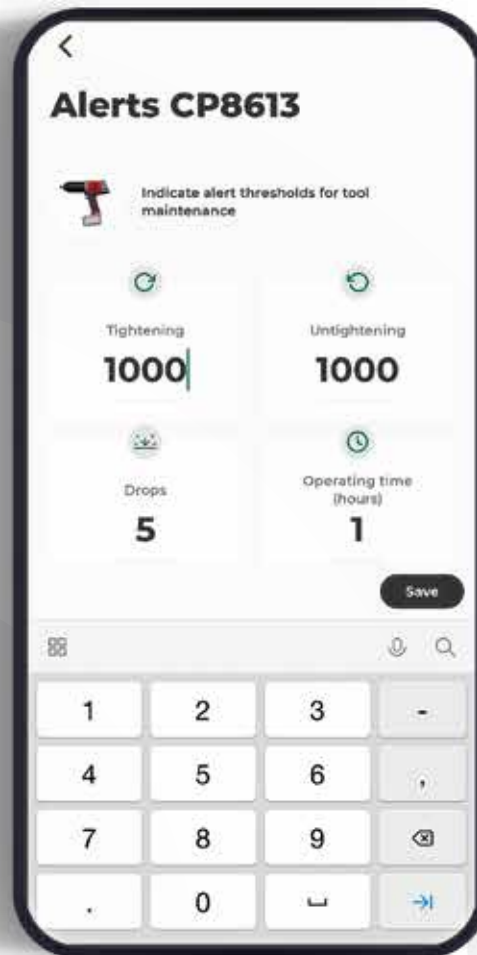 Alerts CP8613
Indicate alert thresholds for tool
maintenance
Tightening
1000
Untightening
1000
Drops
5
Operating time
(hours)
1
Save
1 2 3 -
4 5 6 ,
7 8 9
. 0